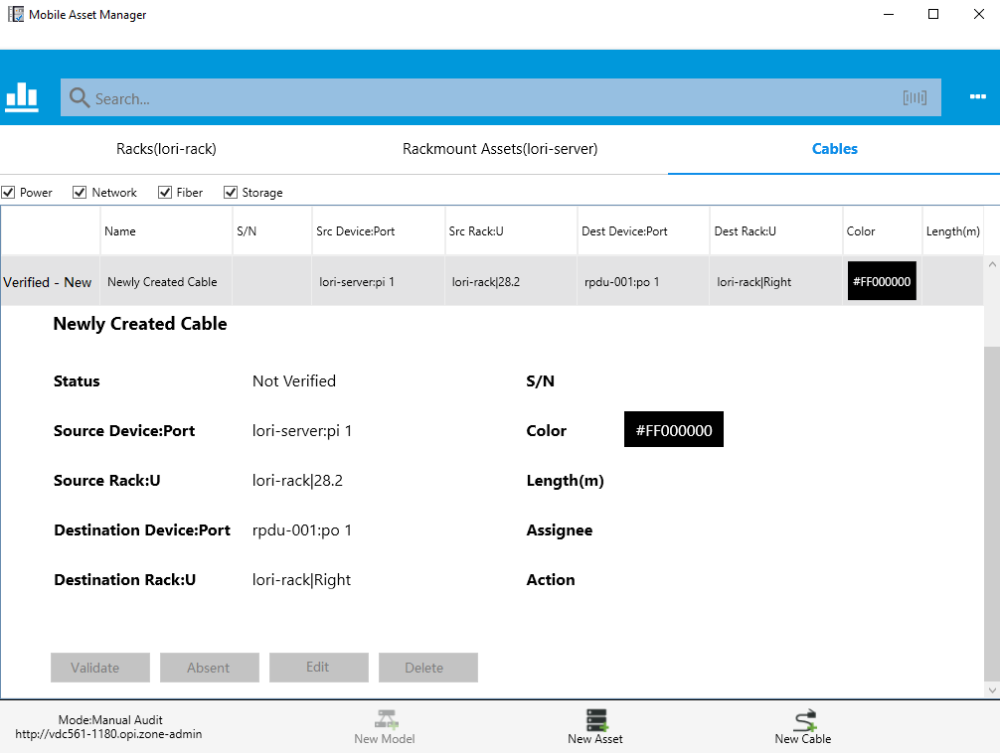 Mobile Asset Manager
Search...
Racks(lori-rack) Rackmount Assets(lori-server) Cables
Power Network Fiber Storage
Name S/N Src Device:Port Src Rack:U Dest Device:Port Dest Rack:U Color Length(m)
Verified - New Newly Created Cable lori-server:pi 1 lori-rack|28.2 rpdu-001:po 1 lori-rack|Right #FF000000
Newly Created Cable
Status Not Verified S/N
Source Device:Port lori-server:pi 1 Color #FF000000
Source Rack:U lori-rack|28.2 Length(m)
Destination Device:Port rpdu-001:po 1 Assignee
Destination Rack:U lori-rack|Right Action
Validate Absent Edit Delete
Mode:Manual Audit
http://vdc561-1180.opi.zone-admin
New Model New Asset New Cable